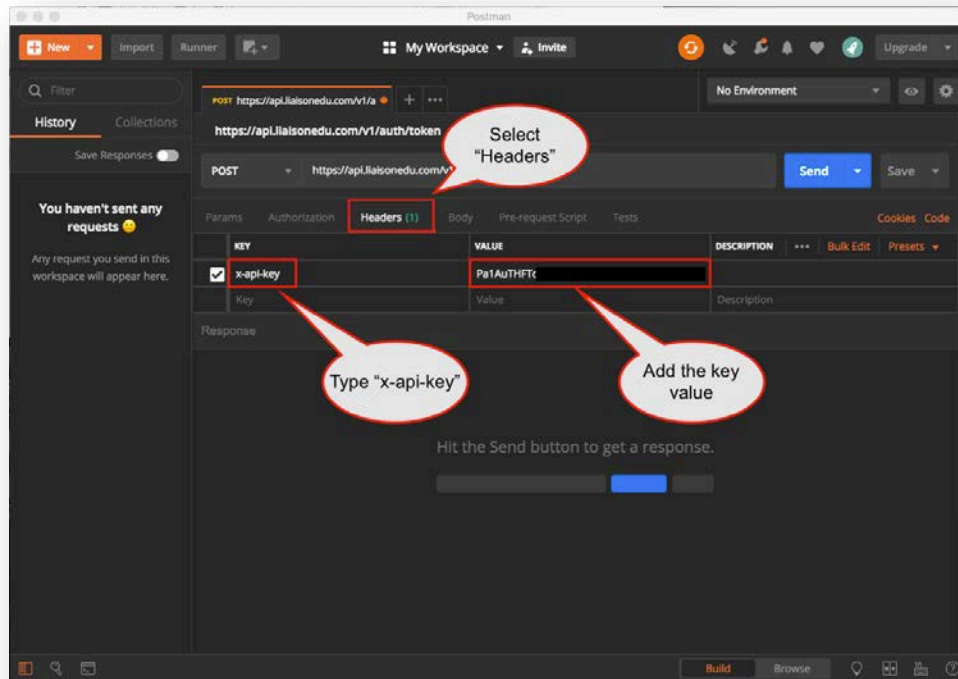 Postman
New
Import
Runner
My Workspace
Invite
Upgrade
Filter
History
Collections
Save Responses
You haven't sent any
requests
Any request you send in this
workspace will appear here.
POST https://api.liaisonedu.com/v1/a
No Environment
https://api.liaisonedu.com/v1/auth/token
Select
"Headers"
POST
https://api.liaisonedu.com/v1
Send
Save
Params
Authorization
Headers (1)
Body
Pre-request Script
Tests
Cookies
Code
KEY
VALUE
DESCRIPTION
Bulk Edit
Presets
x-api-key
Pa1AuTHFTc
Key
Value
Description
Response
Type "x-api-key"
Add the key
value
Hit the Send button to get a response.
Build
Browse